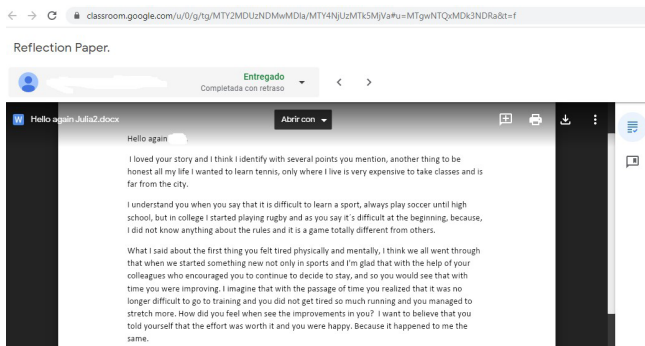 classroom.google.com/u/0/g/tg/MTY2MDUzNDMwMDIa/MTY4NjUzMTk5MjVa#u=MTgwNTQxMDk3NDRa&t=f
Reflection Paper.
Entregado
Completada con retraso
W Hello again Julia2.docx
Abrir con
Hello again
I loved your story and I think I identify with several points you mention, another thing to be
honest all my life I wanted to learn tennis, only where I live is very expensive to take classes and is
far from the city.
I understand you when you say that it is difficult to learn a sport, always play soccer until high
school, but in college I started playing rugby and as you say it´s difficult at the beginning, because,
I did not know anything about the rules and it is a game totally different from others.
What I said about the first thing you felt tired physically and mentally, I think we all went through
that when we started something new not only in sports and I'm glad that with the help of your
colleagues who encouraged you to continue to decide to stay, and so you would see that with
time you were improving. I imagine that with the passage of time you realized that it was no
longer difficult to go to training and you did not get tired so much running and you managed to
stretch more. How did you feel when see the improvements in you? I want to believe that you
told yourself that the effort was worth it and you were happy. Because it happened to me the
same.